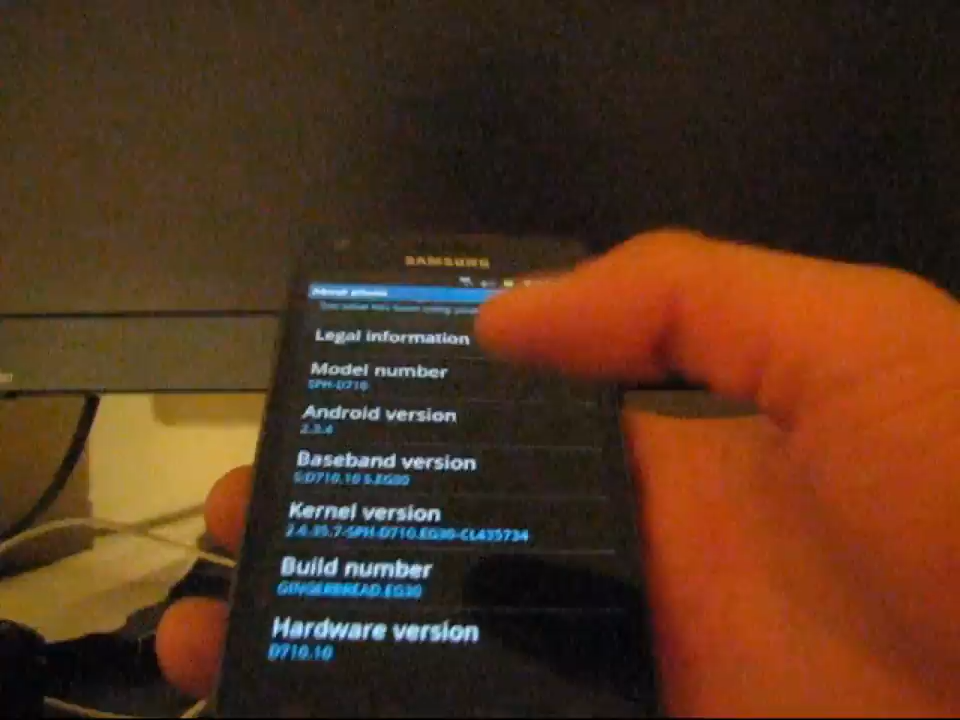 SAMSUNG
About phone
Legal information
Model number
SPH-D710
Android version
2.3.4
Baseband version
S:D710.10 S.EG30
Kernel version
2.6.35.7-SPH-D710.EG30-CL435734
Build number
GINGERBREAD.EG30
Hardware version
D710.10